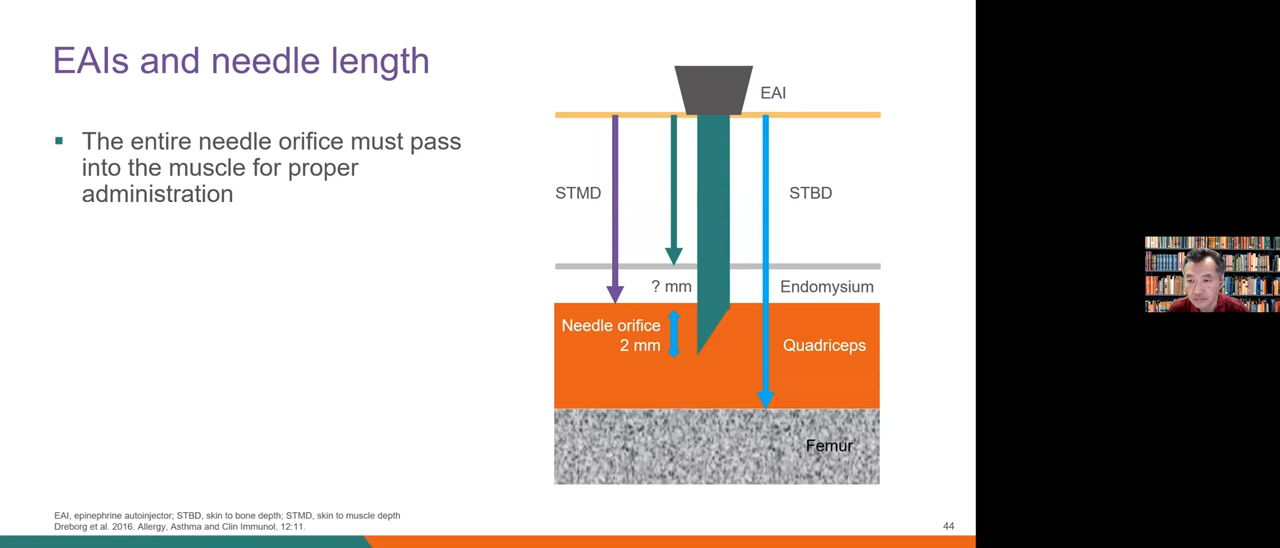 EAIs and needle length
The entire needle orifice must pass
into the muscle for proper
administration
EAI
STMD
STBD
? mm
Endomysium
Needle orifice
2 mm
Quadriceps
Femur
EAI, epinephrine autoinjector; STBD, skin to bone depth; STMD, skin to muscle depth
Dreborg et al. 2016. Allergy, Asthma and Clin Immunol, 12:11.
44